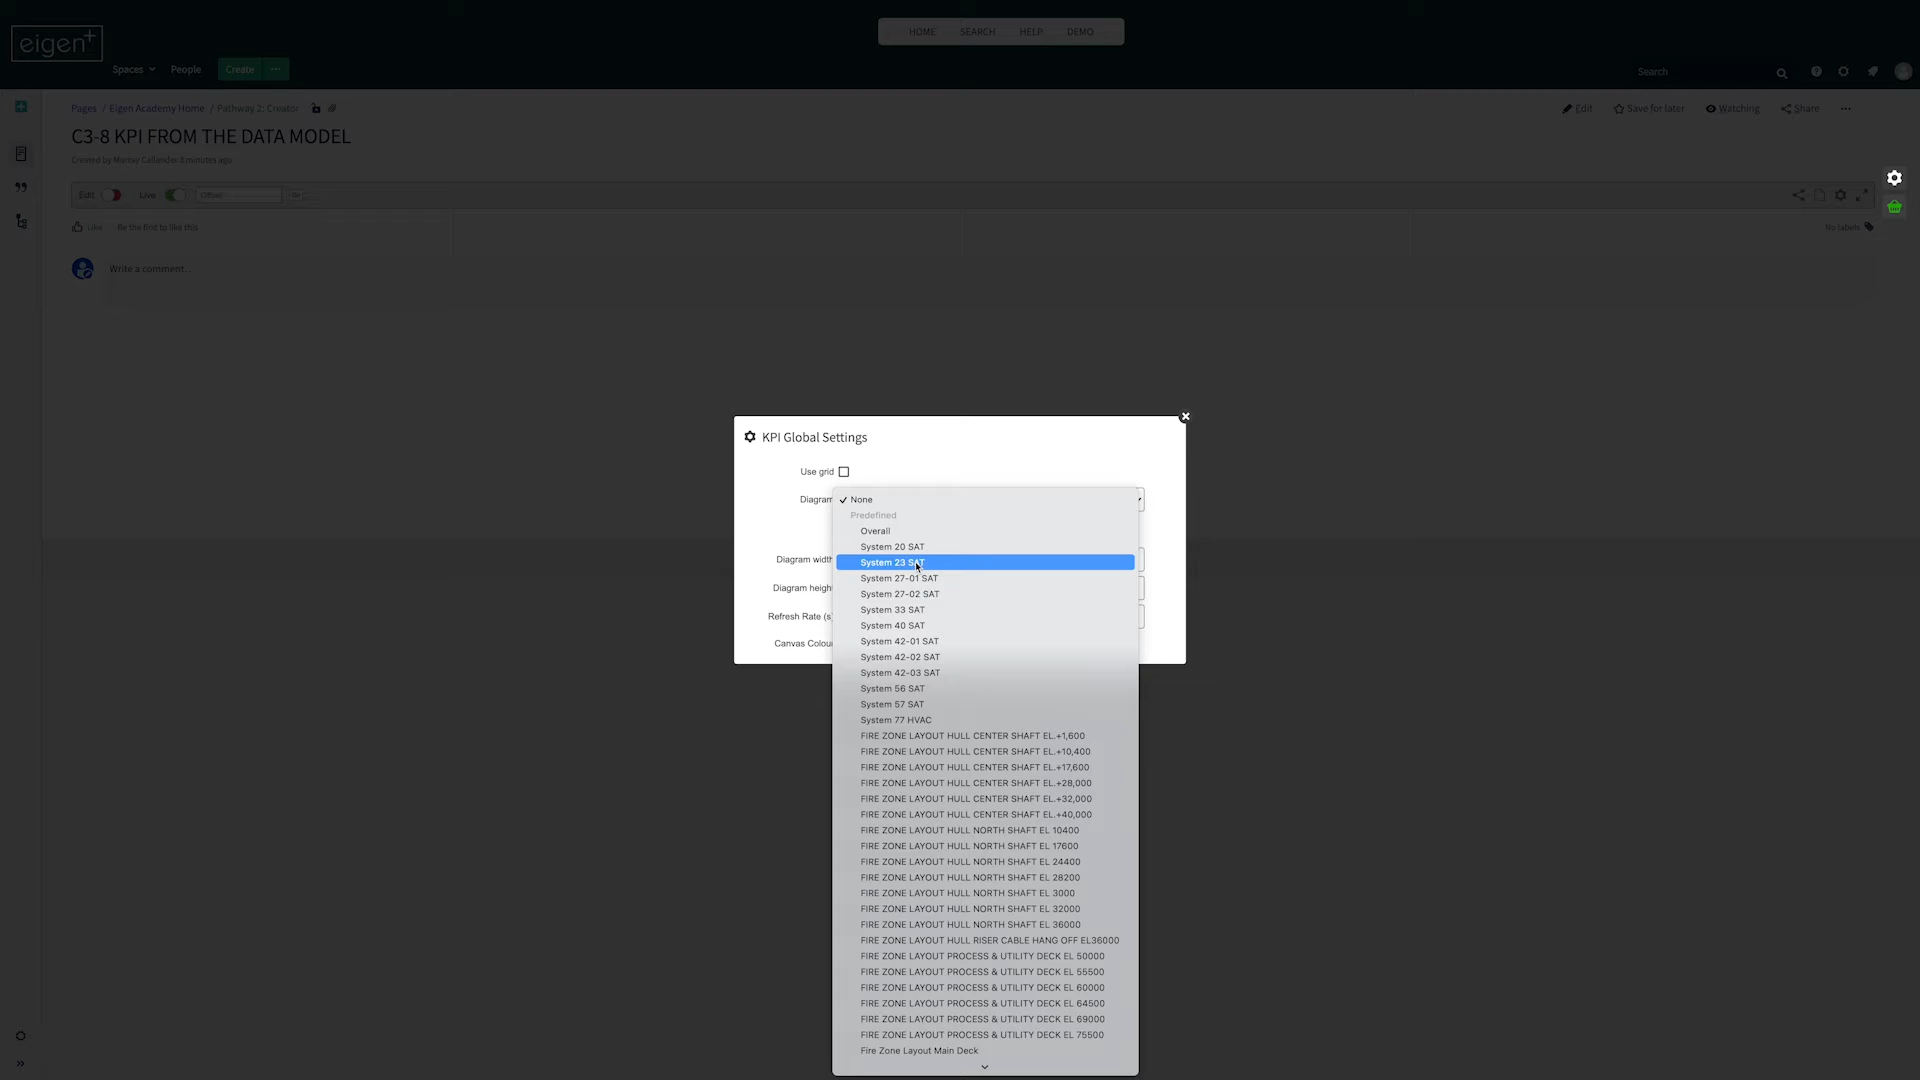 eigen+
HOME SEARCH HELP DEMO
Spaces People Create ... Search
Pages / Eigen Academy Home / Pathway 2: Creator
Edit Save for later Watching Share ...
C3-8 KPI FROM THE DATA MODEL
Created by Murray Callander 3 minutes ago
Edit Live Offset
Like Be the first to like this No labels
Write a comment...
KPI Global Settings
Use grid
Diagram
None
Predefined
Overall
System 20 SAT
Diagram width
System 23 SAT
System 27-01 SAT
Diagram height
System 27-02 SAT
System 33 SAT
Refresh Rate (s)
System 40 SAT
Canvas Colour
System 42-01 SAT
System 42-02 SAT
System 42-03 SAT
System 56 SAT
System 57 SAT
System 77 HVAC
FIRE ZONE LAYOUT HULL CENTER SHAFT EL.+1,600
FIRE ZONE LAYOUT HULL CENTER SHAFT EL.+10,400
FIRE ZONE LAYOUT HULL CENTER SHAFT EL.+17,600
FIRE ZONE LAYOUT HULL CENTER SHAFT EL.+28,000
FIRE ZONE LAYOUT HULL CENTER SHAFT EL.+32,000
FIRE ZONE LAYOUT HULL CENTER SHAFT EL.+40,000
FIRE ZONE LAYOUT HULL NORTH SHAFT EL 10400
FIRE ZONE LAYOUT HULL NORTH SHAFT EL 17600
FIRE ZONE LAYOUT HULL NORTH SHAFT EL 24400
FIRE ZONE LAYOUT HULL NORTH SHAFT EL 28200
FIRE ZONE LAYOUT HULL NORTH SHAFT EL 3000
FIRE ZONE LAYOUT HULL NORTH SHAFT EL 32000
FIRE ZONE LAYOUT HULL NORTH SHAFT EL 36000
FIRE ZONE LAYOUT HULL RISER CABLE HANG OFF EL36000
FIRE ZONE LAYOUT PROCESS & UTILITY DECK EL 50000
FIRE ZONE LAYOUT PROCESS & UTILITY DECK EL 55500
FIRE ZONE LAYOUT PROCESS & UTILITY DECK EL 60000
FIRE ZONE LAYOUT PROCESS & UTILITY DECK EL 64500
FIRE ZONE LAYOUT PROCESS & UTILITY DECK EL 69000
FIRE ZONE LAYOUT PROCESS & UTILITY DECK EL 75500
Fire Zone Layout Main Deck